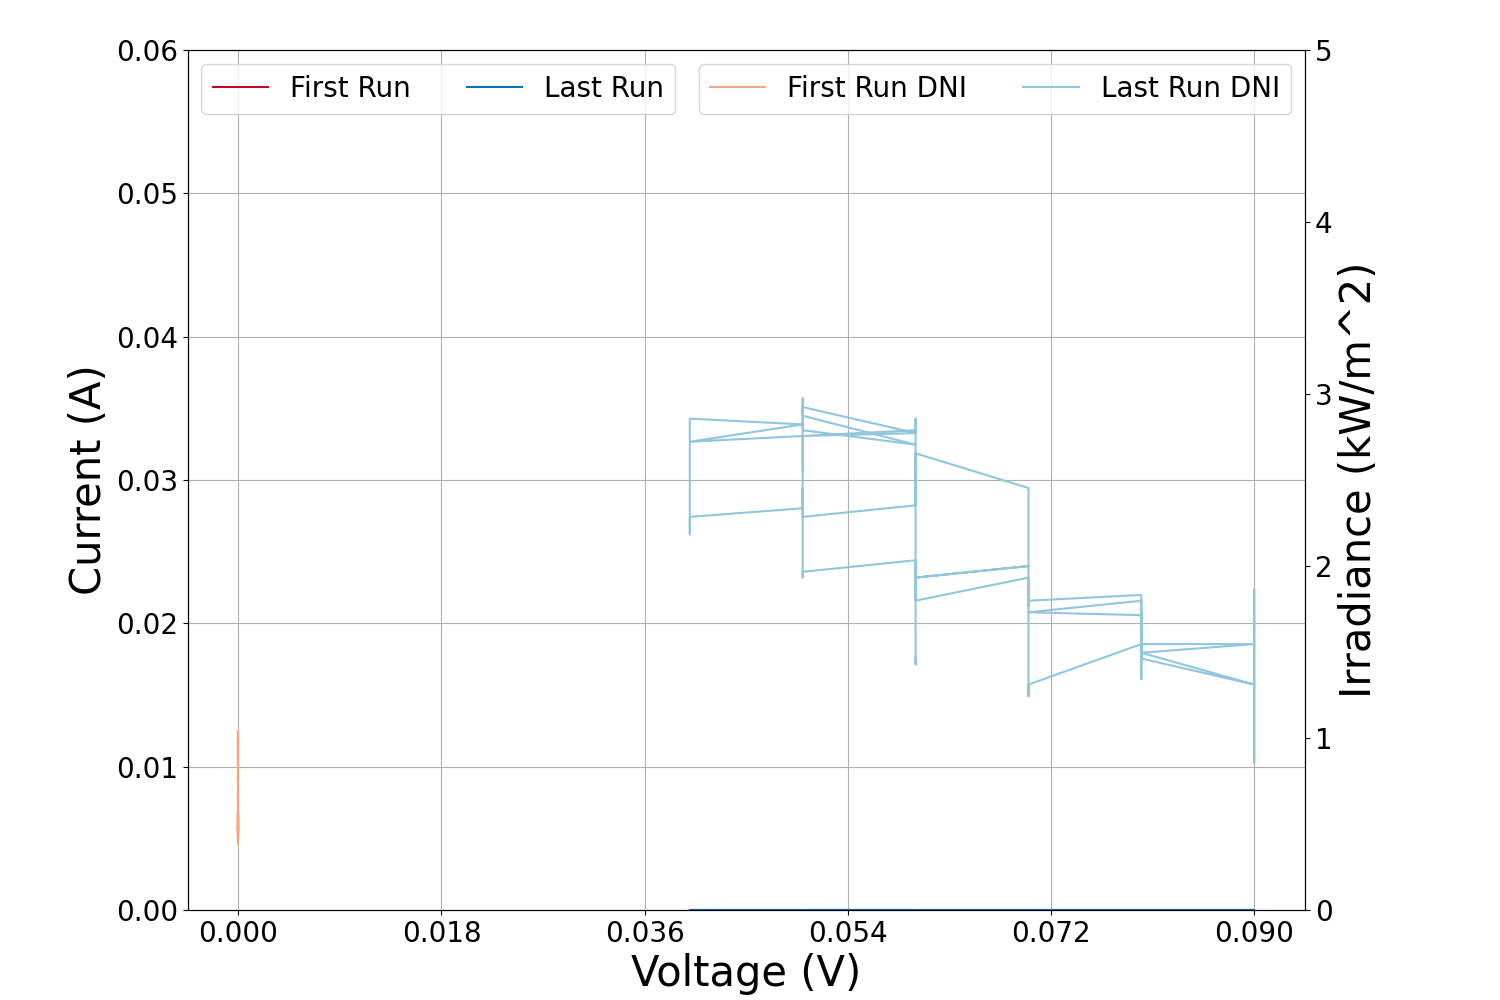 First Run
Last Run
First Run DNI
Last Run DNI
0.06
0.05
0.04
0.03
0.02
0.01
0.00
Current (A)
5
4
3
2
1
0
Irradiance (kW/m^2)
0.000
0.018
0.036
0.054
0.072
0.090
Voltage (V)